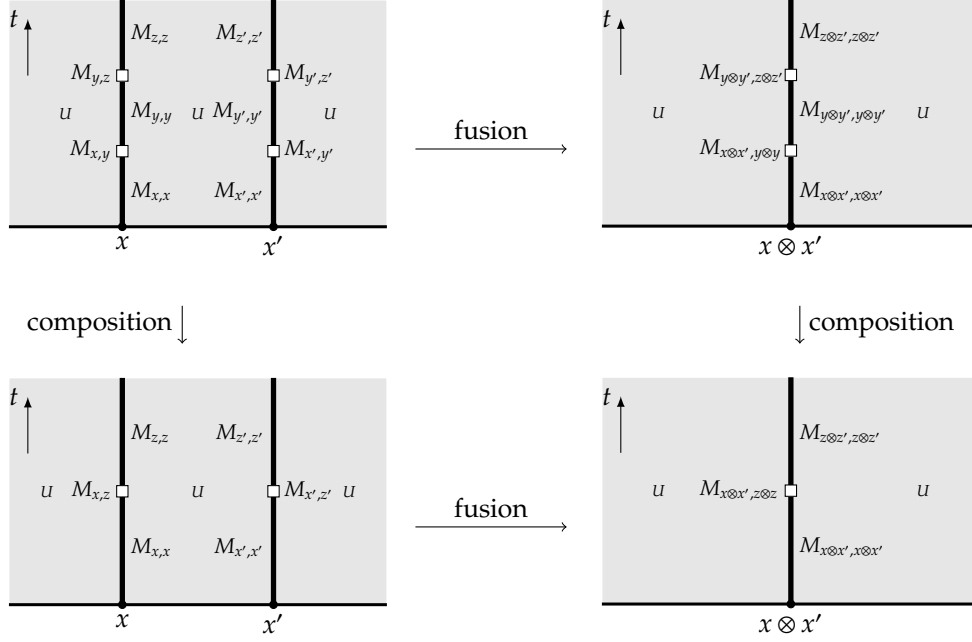 t M_{z,z} M_{z',z'} t M_{z⊗z',z⊗z'}
M_{y,z} M_{y',z'} M_{y⊗y',z⊗z'}
u M_{y,y} u M_{y',y'} u fusion u M_{y⊗y',y⊗y'} u
M_{x,y} M_{x',y'} M_{x⊗x',y⊗y}
M_{x,x} M_{x',x'} M_{x⊗x',x⊗x'}
x x' x ⊗ x'
composition composition
t t
M_{z,z} M_{z',z'} M_{z⊗z',z⊗z'}
u M_{x,z} u M_{x',z'} u fusion u M_{x⊗x',z⊗z} u
M_{x,x} M_{x',x'} M_{x⊗x',x⊗x'}
x x' x ⊗ x'